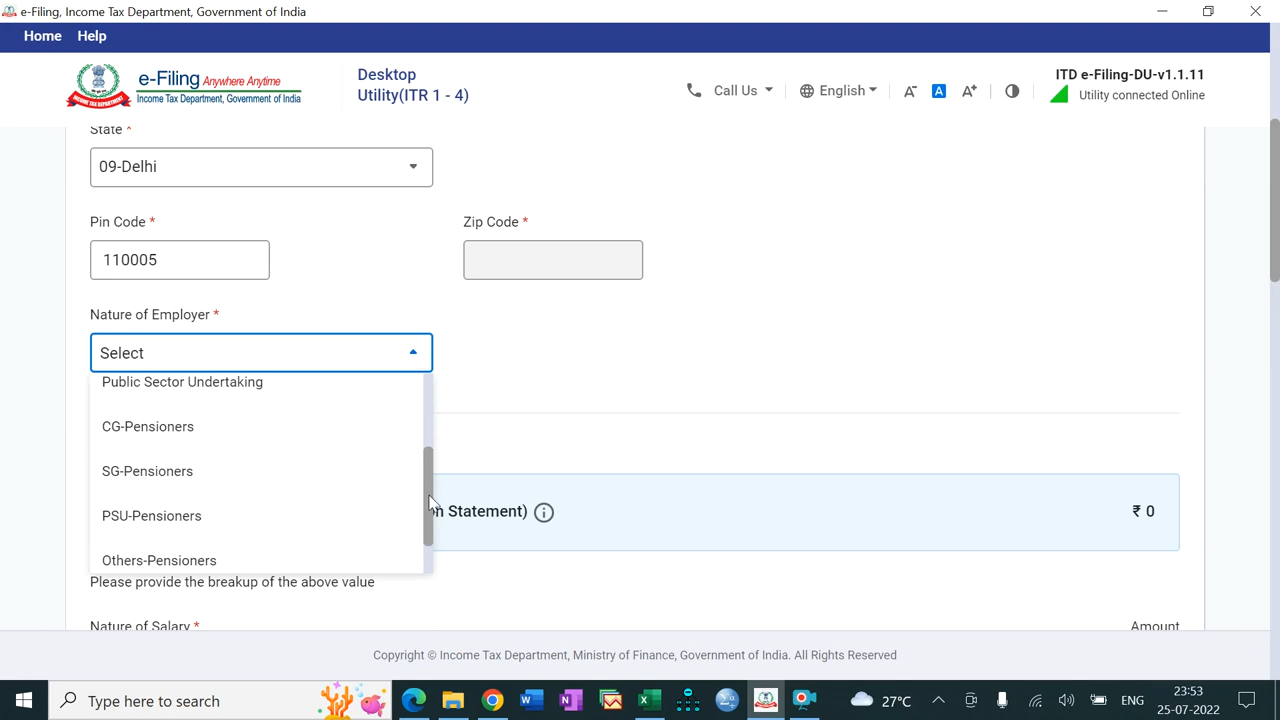 e-Filing, Income Tax Department, Government of India
Home Help
e-Filing Anywhere Anytime
Income Tax Department, Government of India
Desktop
Utility(ITR 1 - 4)
Call Us
English
A-
A
A+
ITD e-Filing-DU-v1.1.11
Utility connected Online
State *
09-Delhi
Pin Code *
Zip Code *
110005
Nature of Employer *
Select
Public Sector Undertaking
CG-Pensioners
SG-Pensioners
PSU-Pensioners
Others-Pensioners
n Statement)
₹ 0
Please provide the breakup of the above value
Nature of Salary *
Amount
Copyright © Income Tax Department, Ministry of Finance, Government of India. All Rights Reserved
Type here to search
27°C
ENG
23:53
25-07-2022